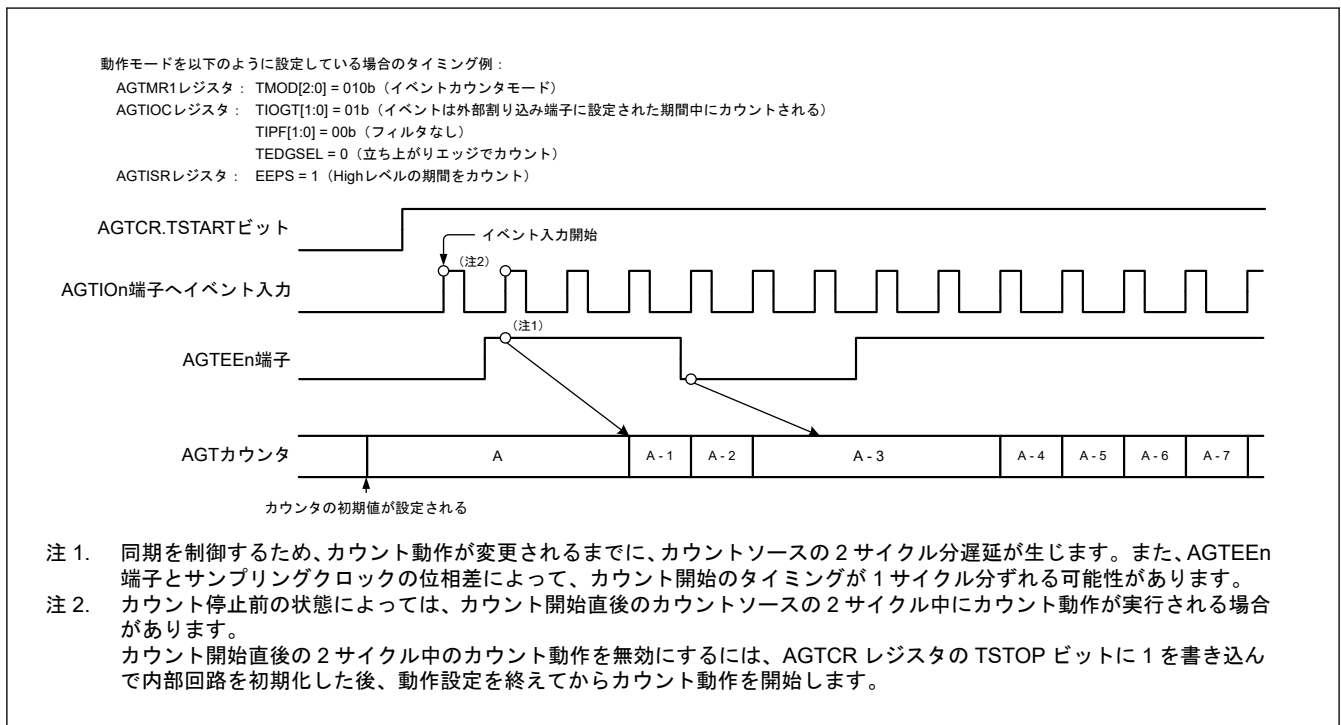 動作モードを以下のように設定している場合のタイミング例：
AGTMR1レジスタ： TMOD[2:0] = 010b（イベントカウンタモード）
AGTIOCレジスタ： TIOGT[1:0] = 01b（イベントは外部割り込み端子に設定された期間中にカウントされる）
TIPF[1:0] = 00b（フィルタなし）
TEDGSEL = 0（立ち上がりエッジでカウント）
AGTISRレジスタ： EEPS = 1（Highレベルの期間をカウント）
AGTCR.TSTARTビット
イベント入力開始
（注2）
AGTIOn端子へイベント入力
（注1）
AGTEEn端子
AGTカウンタ
A
A - 1
A - 2
A - 3
A - 4
A - 5
A - 6
A - 7
カウンタの初期値が設定される
注 1. 同期を制御するため、カウント動作が変更されるまでに、カウントソースの 2 サイクル分遅延が生じます。また、AGTEEn
端子とサンプリングクロックの位相差によって、カウント開始のタイミングが 1 サイクル分ずれる可能性があります。
注 2. カウント停止前の状態によっては、カウント開始直後のカウントソースの 2 サイクル中にカウント動作が実行される場合
があります。
カウント開始直後の 2 サイクル中のカウント動作を無効にするには、AGTCR レジスタの TSTOP ビットに 1 を書き込ん
で内部回路を初期化した後、動作設定を終えてからカウント動作を開始します。